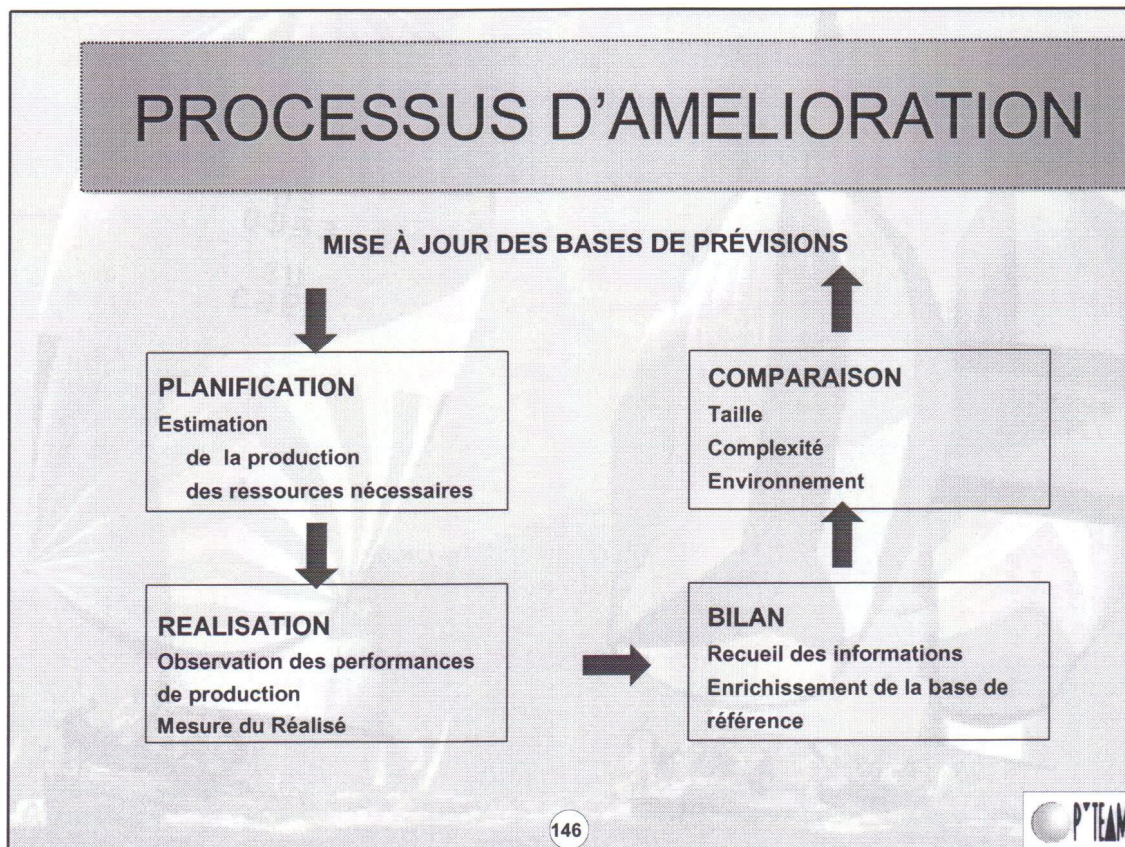 PROCESSUS D'AMELIORATION
MISE À JOUR DES BASES DE PRÉVISIONS
PLANIFICATION
Estimation
de la production
des ressources nécessaires
REALISATION
Observation des performances
de production
Mesure du Réalisé
COMPARAISON
Taille
Complexité
Environnement
BILAN
Recueil des informations
Enrichissement de la base de
référence
146
P*TEAM